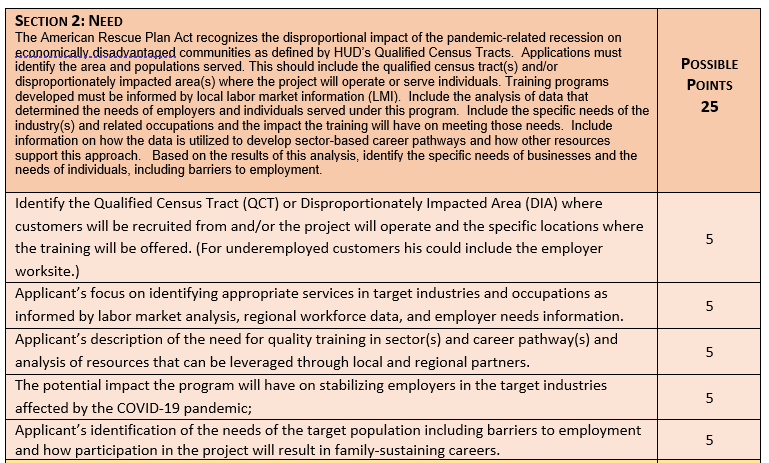 SECTION 2: NEED
The American Rescue Plan Act recognizes the disproportional impact of the pandemic-related recession on
economically disadvantaged communities as defined by HUD's Qualified Census Tracts. Applications must
identify the area and populations served. This should include the qualified census tract(s) and/or
disproportionately impacted area(s) where the project will operate or serve individuals. Training programs
developed must be informed by local labor market information (LMI). Include the analysis of data that
determined the needs of employers and individuals served under this program. Include the specific needs of the
industry(s) and related occupations and the impact the training will have on meeting those needs. Include
information on how the data is utilized to develop sector-based career pathways and how other resources
support this approach. Based on the results of this analysis, identify the specific needs of businesses and the
needs of individuals, including barriers to employment.
POSSIBLE
POINTS
25
Identify the Qualified Census Tract (QCT) or Disproportionately Impacted Area (DIA) where
customers will be recruited from and/or the project will operate and the specific locations where
the training will be offered. (For underemployed customers his could include the employer
worksite.)
5
Applicant's focus on identifying appropriate services in target industries and occupations as
informed by labor market analysis, regional workforce data, and employer needs information.
5
Applicant's description of the need for quality training in sector(s) and career pathway(s) and
analysis of resources that can be leveraged through local and regional partners.
5
The potential impact the program will have on stabilizing employers in the target industries
affected by the COVID-19 pandemic;
5
Applicant's identification of the needs of the target population including barriers to employment
and how participation in the project will result in family-sustaining careers.
5